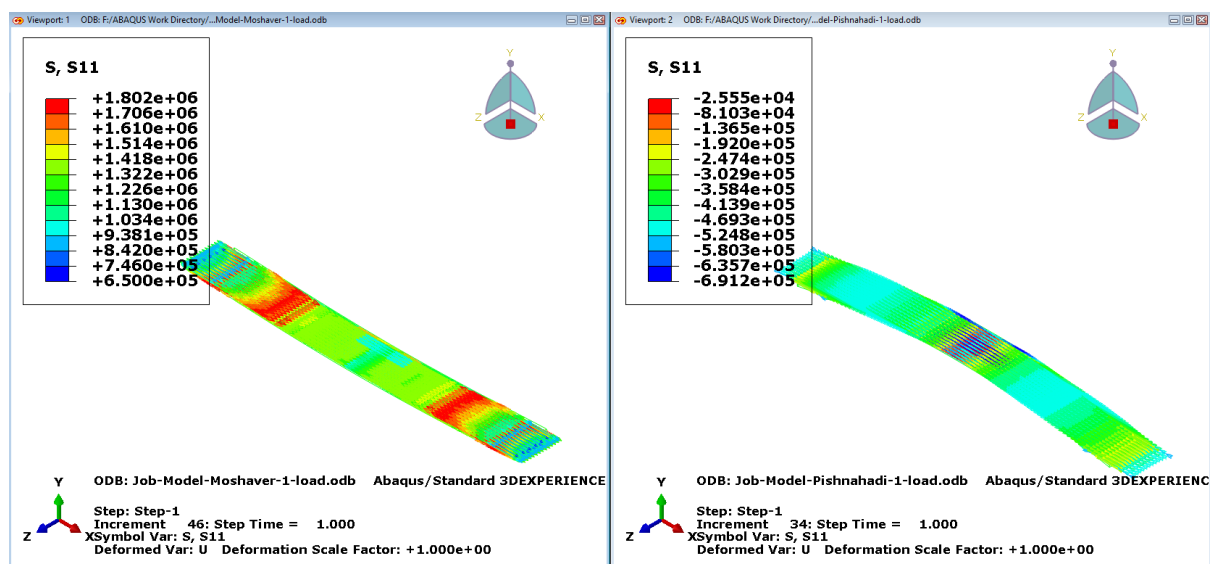 Viewport: 1 ODB: F:/ABAQUS Work Directory/...Model-Moshaver-1-load.odb
S, S11
+1.802e+06
+1.706e+06
+1.610e+06
+1.514e+06
+1.418e+06
+1.322e+06
+1.226e+06
+1.130e+06
+1.034e+06
+9.381e+05
+8.420e+05
+7.460e+05
+6.500e+05
Y
Z X
ODB: Job-Model-Moshaver-1-load.odb Abaqus/Standard 3DEXPERIENCE
Step: Step-1
Increment 46: Step Time = 1.000
Symbol Var: S, S11
Deformed Var: U Deformation Scale Factor: +1.000e+00
Y
Z X
Viewport: 2 ODB: F:/ABAQUS Work Directory/...del-Pishnahadi-1-load.odb
S, S11
-2.555e+04
-8.103e+04
-1.365e+05
-1.920e+05
-2.474e+05
-3.029e+05
-3.584e+05
-4.139e+05
-4.693e+05
-5.248e+05
-5.803e+05
-6.357e+05
-6.912e+05
Y
Z X
ODB: Job-Model-Pishnahadi-1-load.odb Abaqus/Standard 3DEXPERIENC
Step: Step-1
Increment 34: Step Time = 1.000
Symbol Var: S, S11
Deformed Var: U Deformation Scale Factor: +1.000e+00
Y
Z X